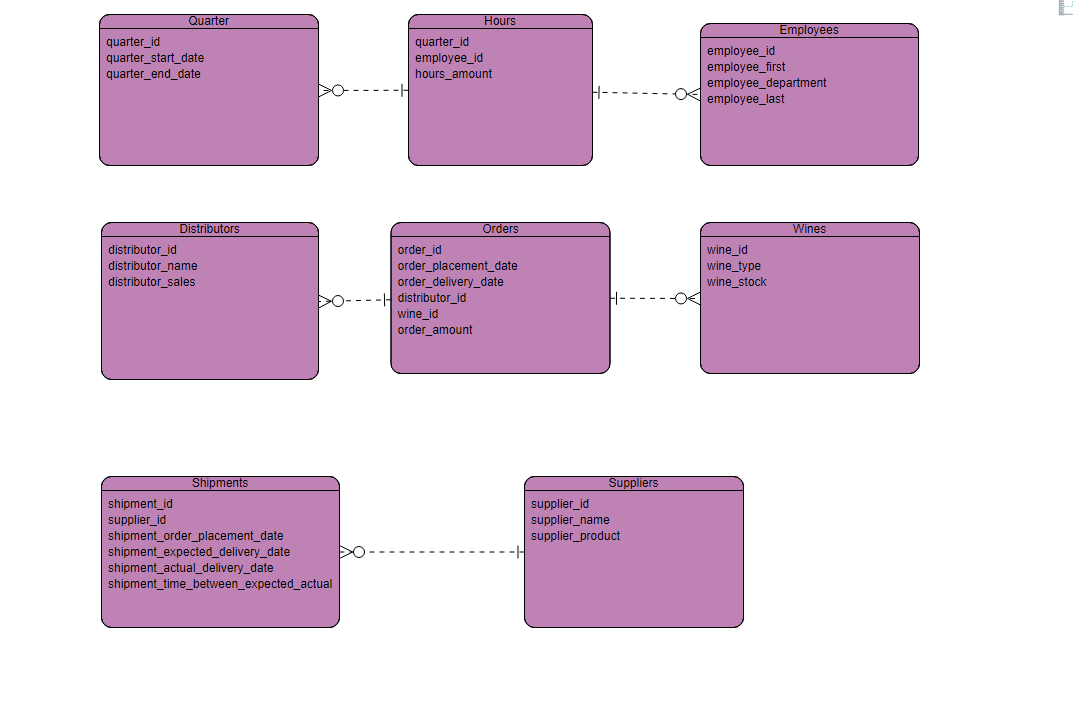 Quarter
quarter_id
quarter_start_date
quarter_end_date
Hours
quarter_id
employee_id
hours_amount
Employees
employee_id
employee_first
employee_department
employee_last
Distributors
distributor_id
distributor_name
distributor_sales
Orders
order_id
order_placement_date
order_delivery_date
distributor_id
wine_id
order_amount
Wines
wine_id
wine_type
wine_stock
Shipments
shipment_id
supplier_id
shipment_order_placement_date
shipment_expected_delivery_date
shipment_actual_delivery_date
shipment_time_between_expected_actual
Suppliers
supplier_id
supplier_name
supplier_product